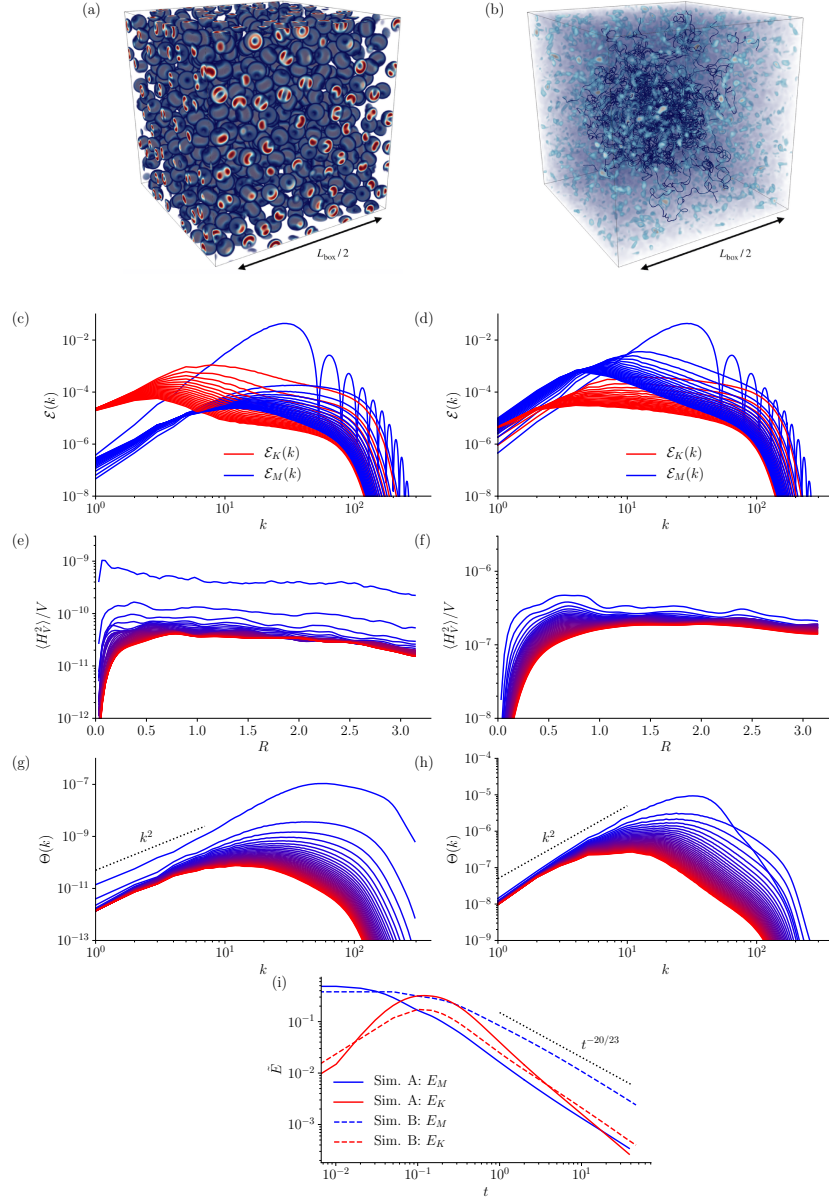 (a)
(b)
L_box / 2
L_box / 2
(c)
(d)
10^{-2}
10^{-4}
10^{-6}
10^{-8}
ℰ(k)
ℰ_K(k)
ℰ_M(k)
10^0
10^1
10^2
k
10^{-2}
10^{-4}
10^{-6}
10^{-8}
ℰ(k)
ℰ_K(k)
ℰ_M(k)
10^0
10^1
10^2
k
(e)
(f)
10^{-9}
10^{-10}
10^{-11}
10^{-12}
⟨H_V^2⟩/V
0.0 0.5 1.0 1.5 2.0 2.5 3.0
R
10^{-6}
10^{-7}
10^{-8}
⟨H_V^2⟩/V
0.0 0.5 1.0 1.5 2.0 2.5 3.0
R
(g)
(h)
10^{-7}
10^{-9}
10^{-11}
10^{-13}
Θ(k)
k^2
10^0
10^1
10^2
k
10^{-4}
10^{-5}
10^{-6}
10^{-7}
10^{-8}
10^{-9}
Θ(k)
k^2
10^0
10^1
10^2
k
(i)
10^{-1}
10^{-2}
10^{-3}
Ẽ
t^{-20/23}
Sim. A: E_M
Sim. A: E_K
Sim. B: E_M
Sim. B: E_K
10^{-2}
10^{-1}
10^0
10^1
t